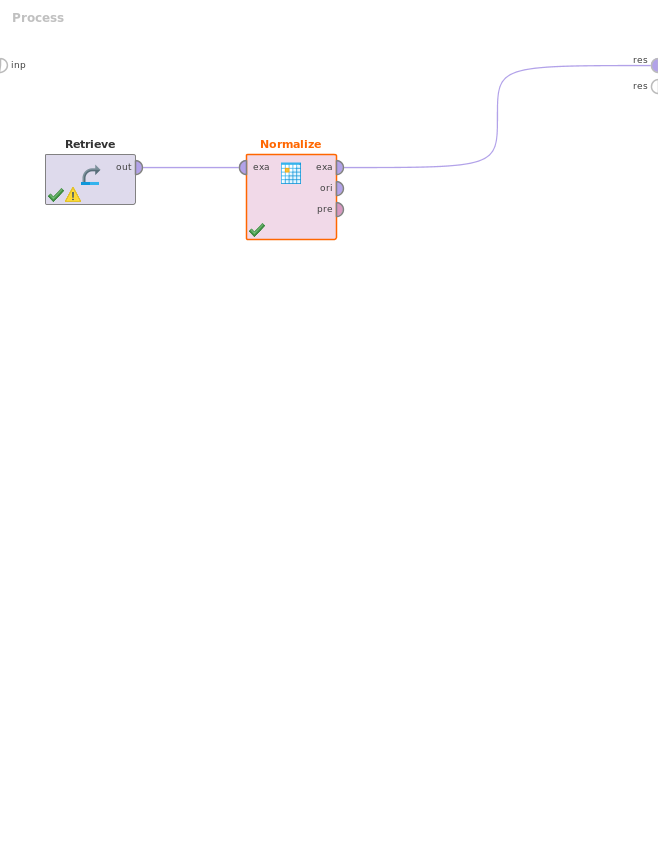 Process
inp
res
res
Retrieve
out
Normalize
exa
exa
ori
pre